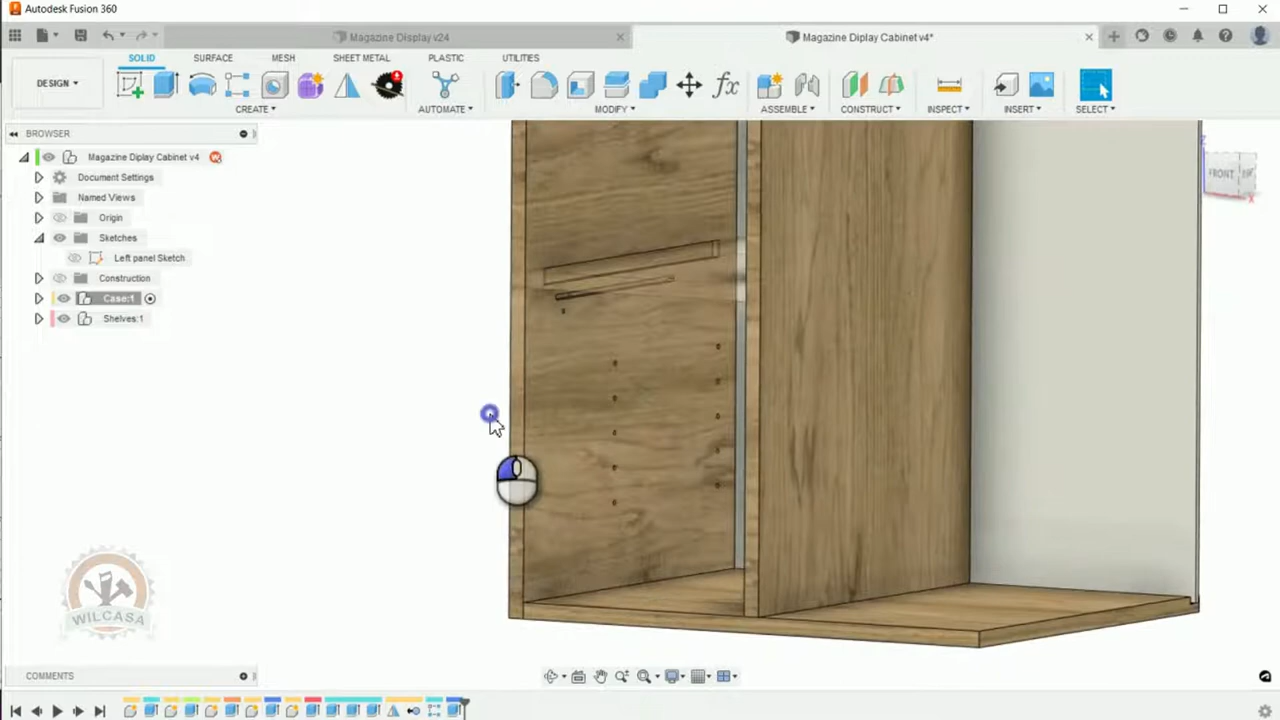 Autodesk Fusion 360
Magazine Display v24
Magazine Diplay Cabinet v4*
SOLID SURFACE MESH SHEET METAL PLASTIC UTILITIES
DESIGN
CREATE AUTOMATE MODIFY ASSEMBLE CONSTRUCT INSPECT INSERT SELECT
fx
BROWSER
Magazine Diplay Cabinet v4
Document Settings
Named Views
Origin
Sketches
Left panel Sketch
Construction
Case:1
Shelves:1
FRONT
Z
X
WILCASA
COMMENTS